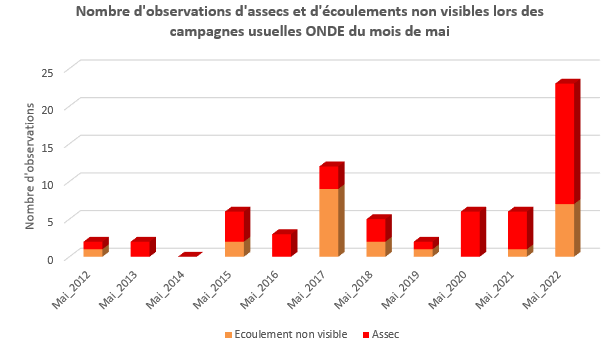 Nombre d'observations d'assecs et d'écoulements non visibles lors des
campagnes usuelles ONDE du mois de mai
Nombre d'observations
25
20
15
10
5
0
Mai_2012
Mai_2013
Mai_2014
Mai_2015
Mai_2016
Mai_2017
Mai_2018
Mai_2019
Mai_2020
Mai_2021
Mai_2022
Ecoulement non visible
Assec